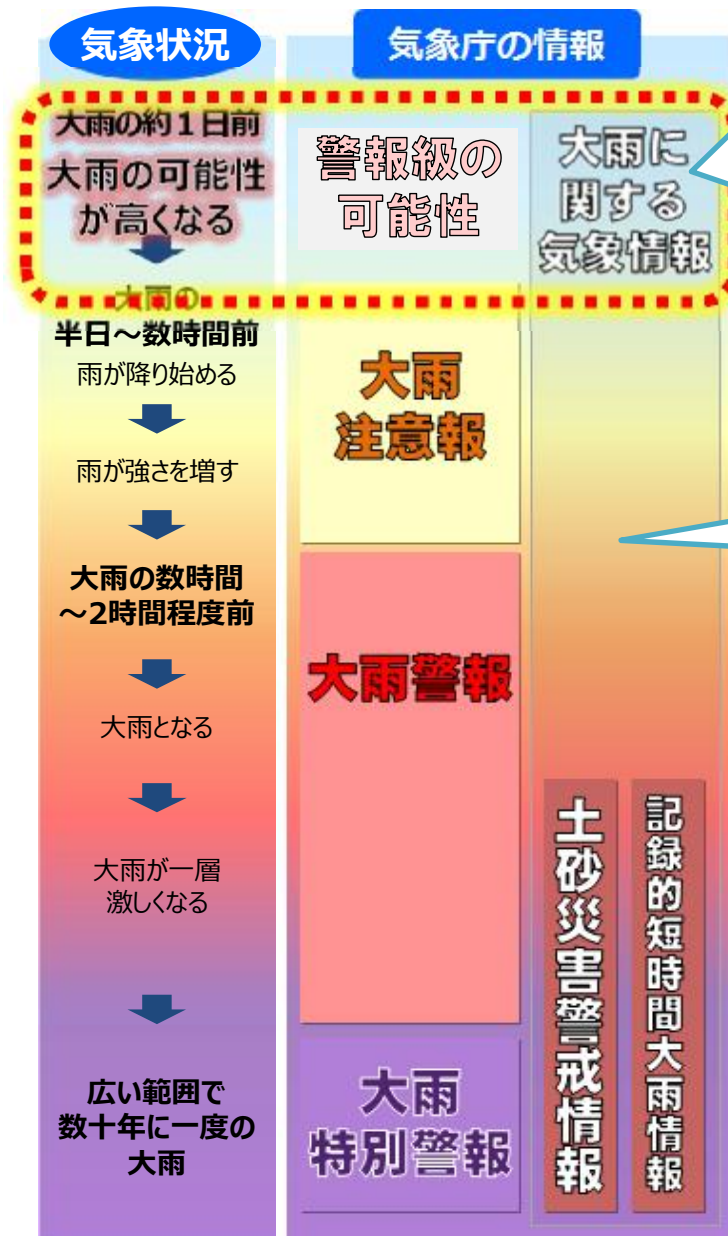 気象状況
気象庁の情報
大雨の約１日前
大雨の可能性
が高くなる
大雨の
半日～数時間前
雨が降り始める
雨が強さを増す
大雨の数時間
～2時間程度前
大雨となる
大雨が一層
激しくなる
広い範囲で
数十年に一度の
大雨
警報級の
可能性
大雨
注意報
大雨警報
大雨
特別警報
大雨に
関する
気象情報
土砂災害警戒情報
記録的短時間大雨情報